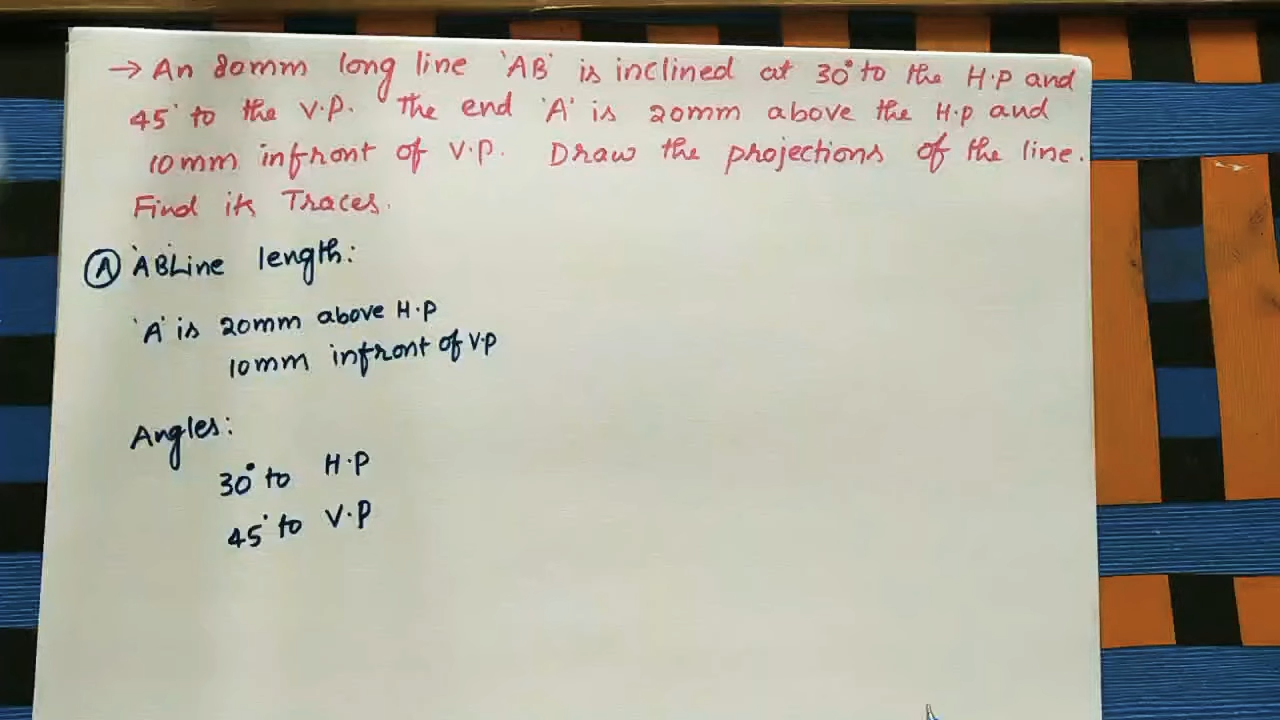 → An 80mm long line 'AB' is inclined at 30° to the H.P and
45° to the V.P. The end 'A' is 20mm above the H.P and
10mm infront of V.P. Draw the projections of the line.
Find its Traces.
Ⓐ 'AB' Line length:
'A' is 20mm above H.P
10mm infront of V.P
Angles:
30° to H.P
45° to V.P